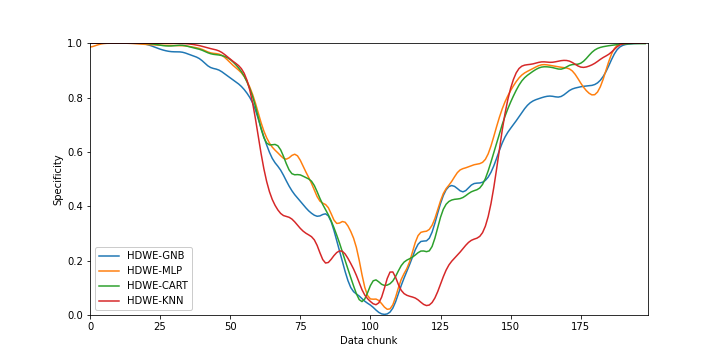 1.0
0.8
0.6
0.4
0.2
0.0
Specificity
HDWE-GNB
HDWE-MLP
HDWE-CART
HDWE-KNN
0 25 50 75 100 125 150 175
Data chunk